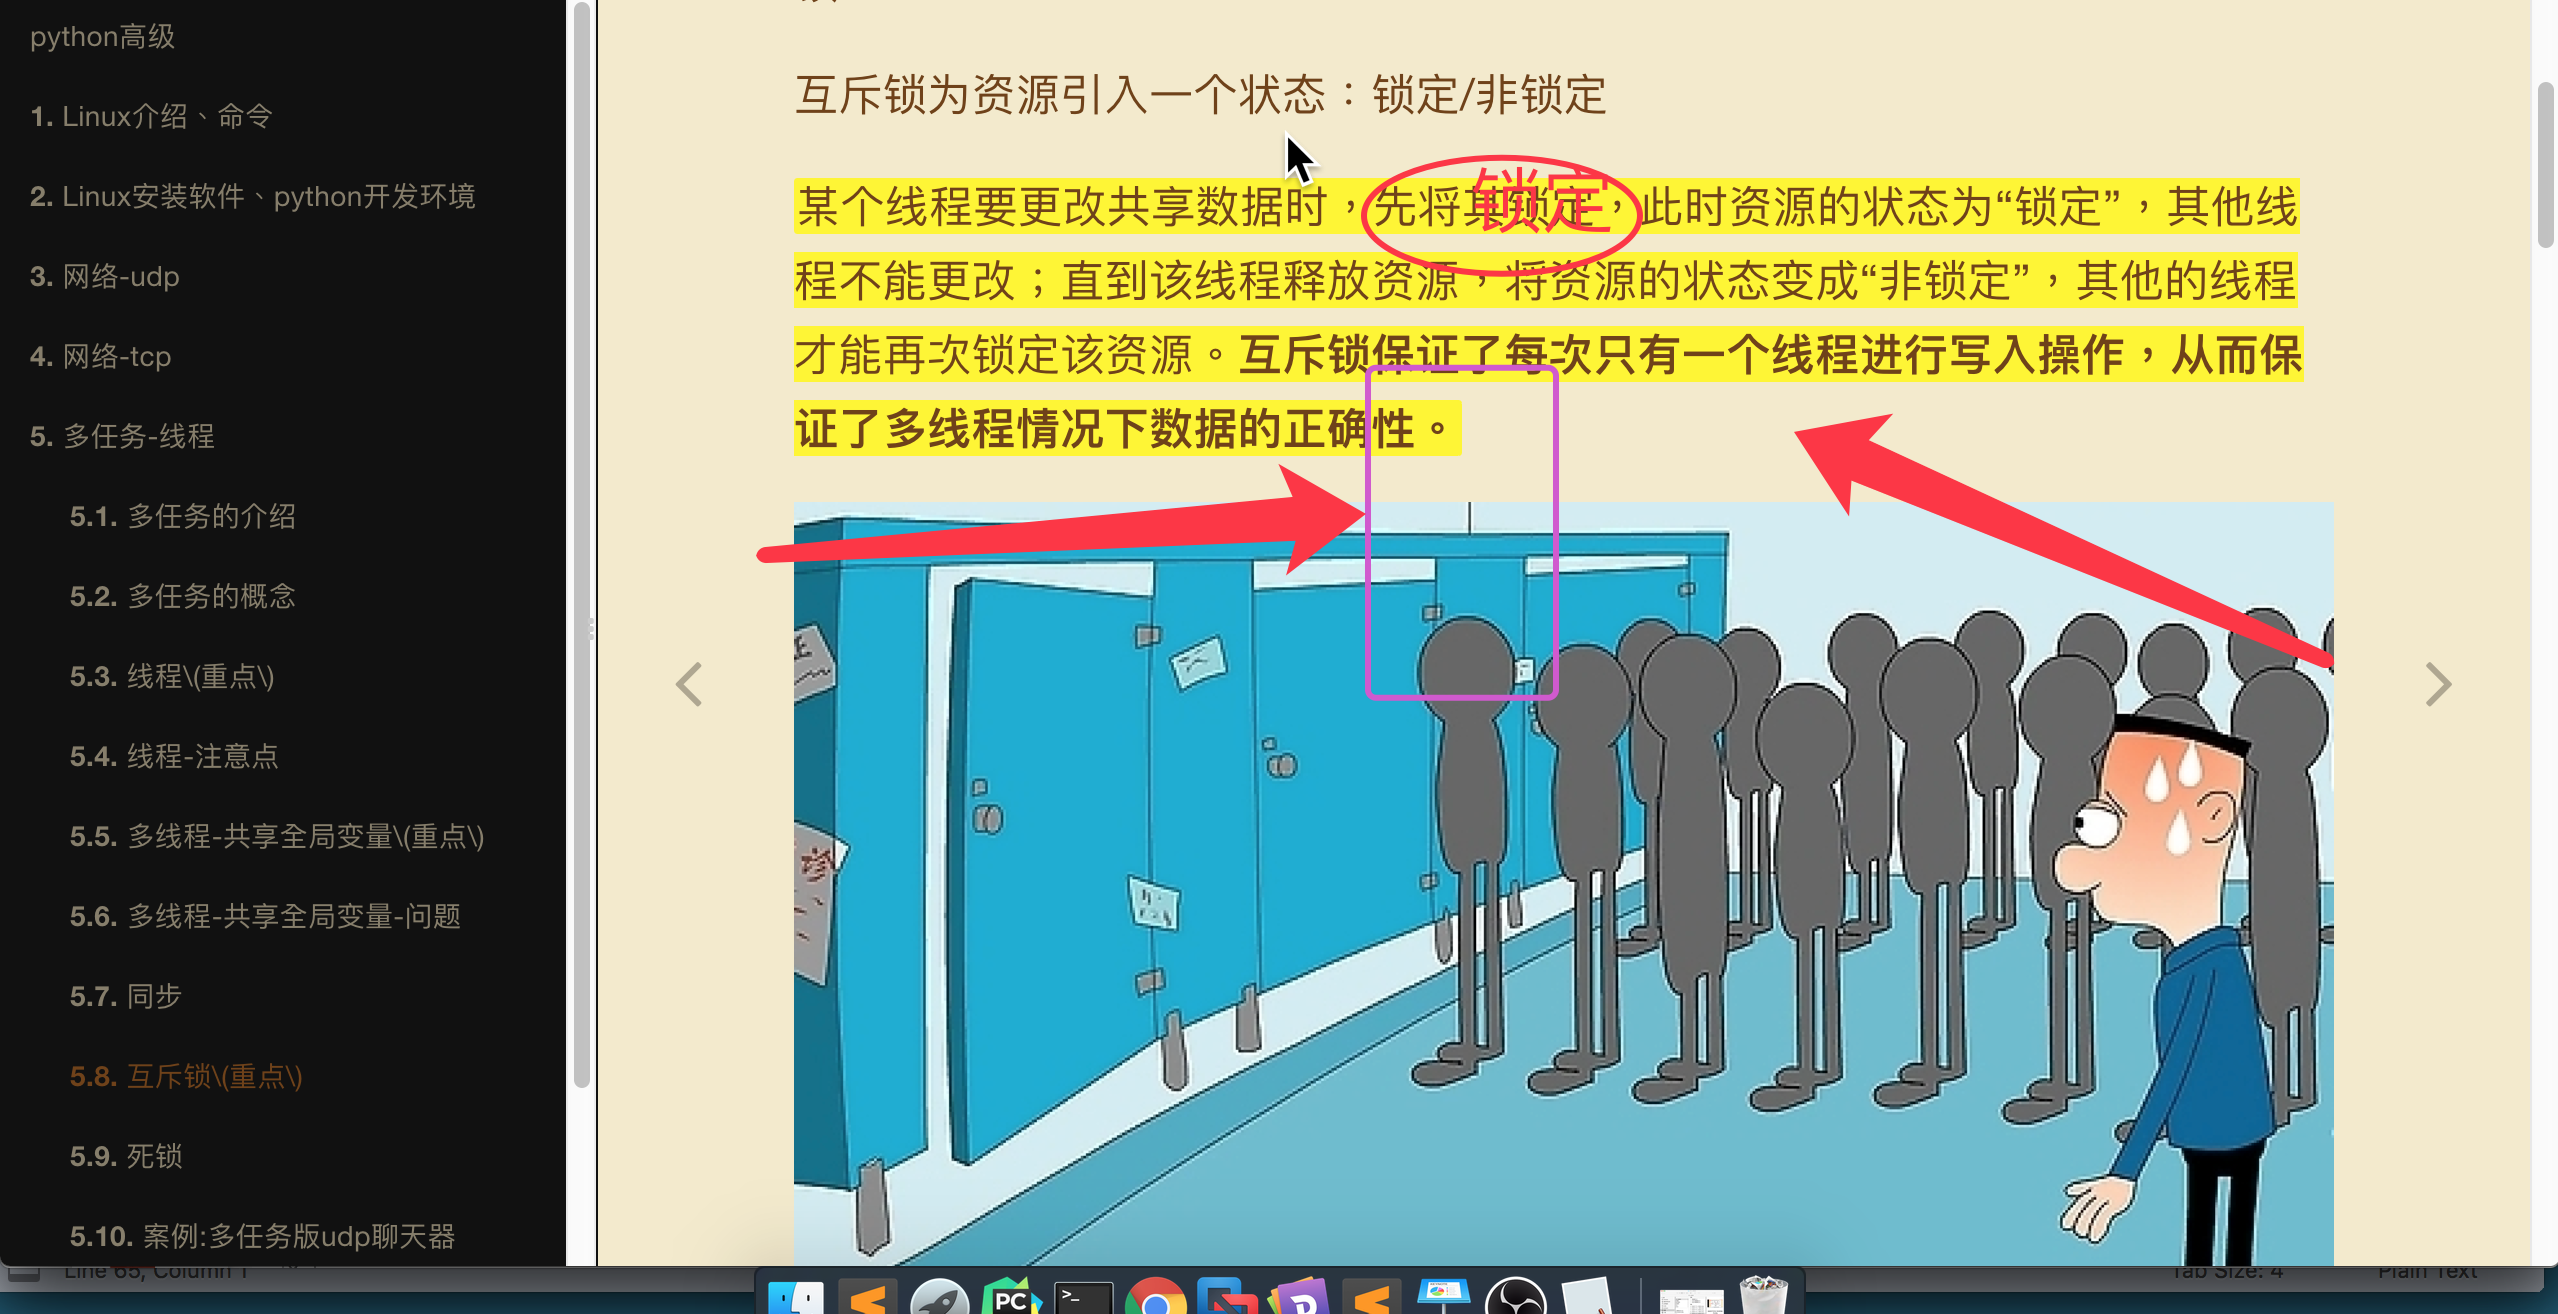 python高级
1. Linux介绍、命令
2. Linux安装软件、python开发环境
3. 网络-udp
4. 网络-tcp
5. 多任务-线程
5.1. 多任务的介绍
5.2. 多任务的概念
5.3. 线程\(重点\)
5.4. 线程-注意点
5.5. 多线程-共享全局变量\(重点\)
5.6. 多线程-共享全局变量-问题
5.7. 同步
5.8. 互斥锁\(重点\)
5.9. 死锁
5.10. 案例:多任务版udp聊天器
互斥锁为资源引入一个状态：锁定/非锁定
某个线程要更改共享数据时，先将其锁定，此时资源的状态为“锁定”，其他线
锁定
程不能更改；直到该线程释放资源，将资源的状态变成“非锁定”，其他的线程
才能再次锁定该资源。互斥锁保证了每次只有一个线程进行写入操作，从而保
证了多线程情况下数据的正确性。
Line 65, Column 1
Tab Size: 4
Plain Text
PC
>_